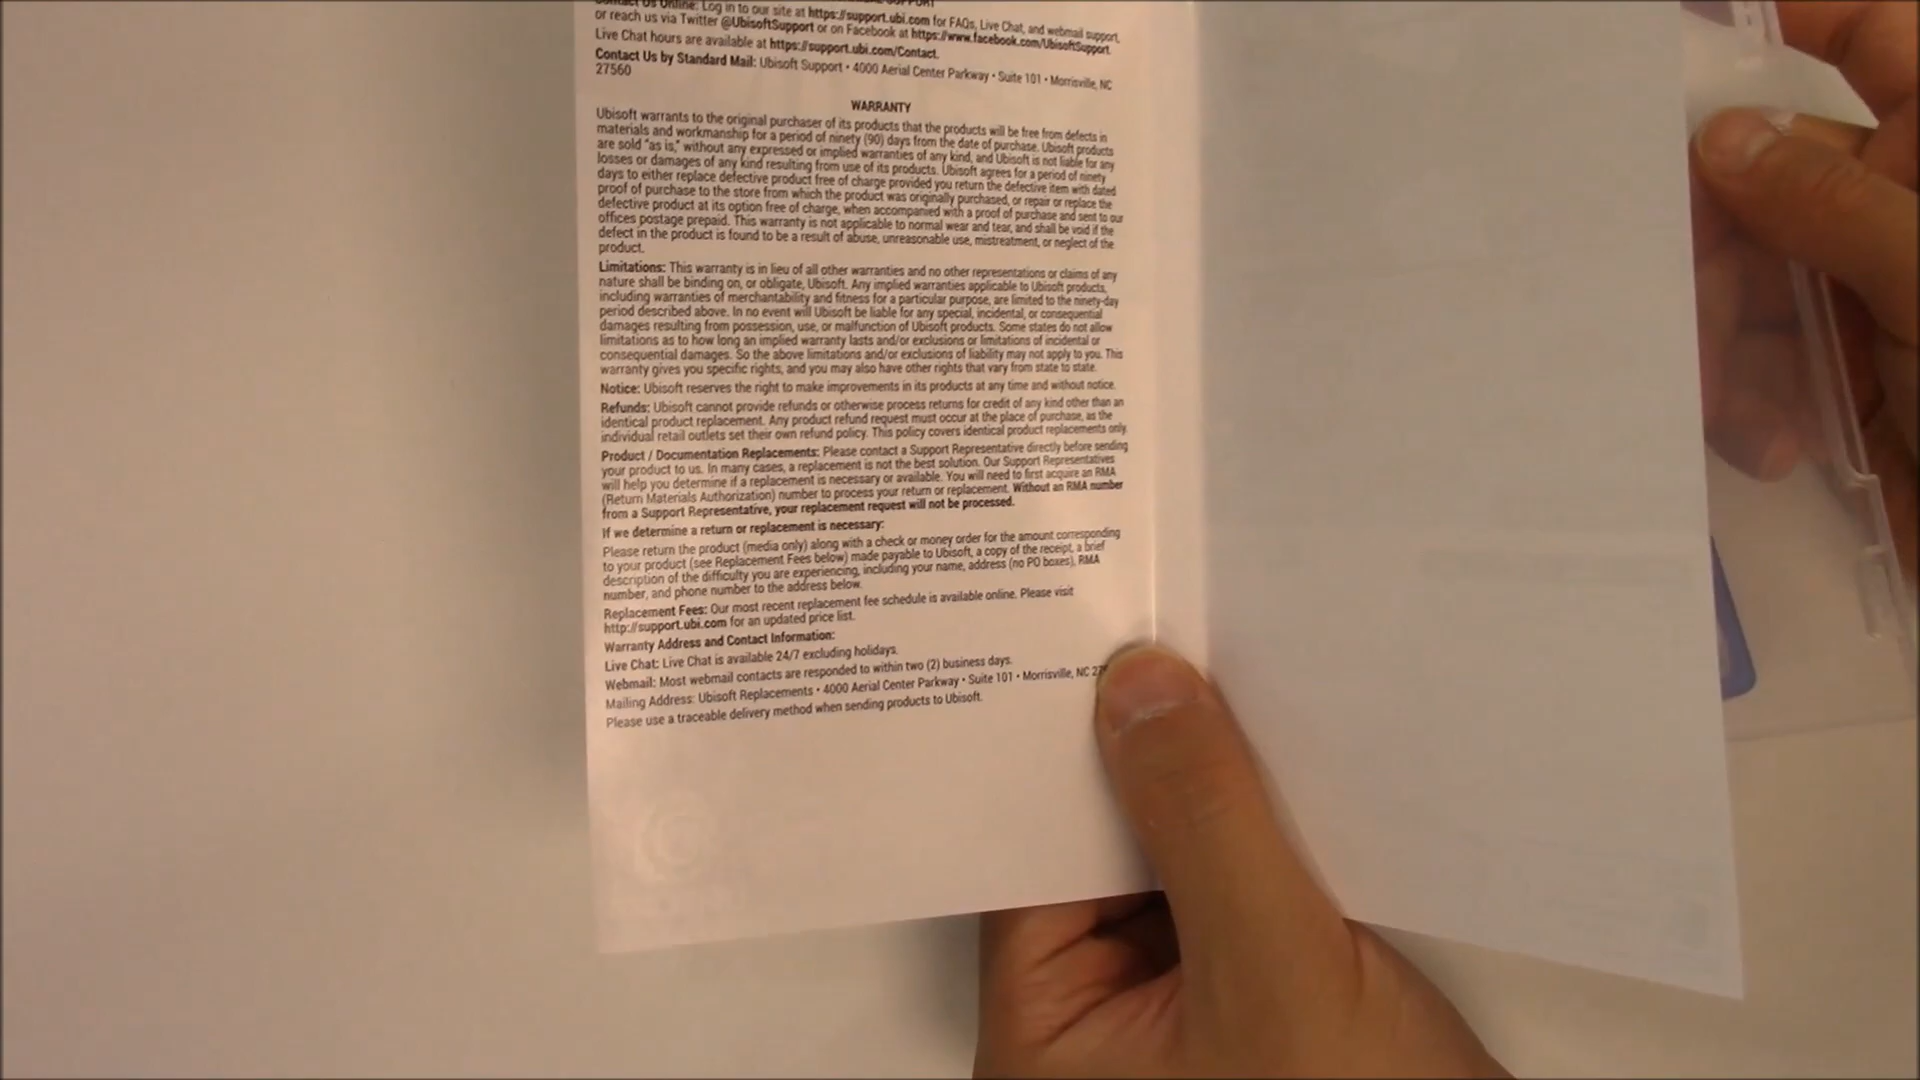 Contact Us Online: Log in to our site at https://support.ubi.com for FAQs, Live Chat, and webmail support,
or reach us via Twitter @UbisoftSupport or on Facebook at https://www.facebook.com/UbisoftSupport.
Live Chat hours are available at https://support.ubi.com/Contact.
Contact Us by Standard Mail: Ubisoft Support • 4000 Aerial Center Parkway • Suite 101 • Morrisville, NC
27560
WARRANTY
Ubisoft warrants to the original purchaser of its products that the products will be free from defects in
materials and workmanship for a period of ninety (90) days from the date of purchase. Ubisoft products
are sold "as is," without any expressed or implied warranties of any kind, and Ubisoft is not liable for any
losses or damages of any kind resulting from use of its products. Ubisoft agrees for a period of ninety
days to either replace defective product free of charge provided you return the defective item with dated
proof of purchase to the store from which the product was originally purchased, or repair or replace the
defective product at its option free of charge, when accompanied with a proof of purchase and sent to our
offices postage prepaid. This warranty is not applicable to normal wear and tear, and shall be void if the
defect in the product is found to be a result of abuse, unreasonable use, mistreatment, or neglect of the
product.
Limitations: This warranty is in lieu of all other warranties and no other representations or claims of any
nature shall be binding on, or obligate, Ubisoft. Any implied warranties applicable to Ubisoft products,
including warranties of merchantability and fitness for a particular purpose, are limited to the ninety-day
period described above. In no event will Ubisoft be liable for any special, incidental, or consequential
damages resulting from possession, use, or malfunction of Ubisoft products. Some states do not allow
limitations as to how long an implied warranty lasts and/or exclusions or limitations of incidental or
consequential damages. So the above limitations and/or exclusions of liability may not apply to you. This
warranty gives you specific rights, and you may also have other rights that vary from state to state.
Notice: Ubisoft reserves the right to make improvements in its products at any time and without notice.
Refunds: Ubisoft cannot provide refunds or otherwise process returns for credit of any kind other than an
identical product replacement. Any product refund request must occur at the place of purchase, as the
individual retail outlets set their own refund policy. This policy covers identical product replacements only.
Product / Documentation Replacements: Please contact a Support Representative directly before sending
your product to us. In many cases, a replacement is not the best solution. Our Support Representatives
will help you determine if a replacement is necessary or available. You will need to first acquire an RMA
(Return Materials Authorization) number to process your return or replacement. Without an RMA number
from a Support Representative, your replacement request will not be processed.
If we determine a return or replacement is necessary:
Please return the product (media only) along with a check or money order for the amount corresponding
to your product (see Replacement Fees below) made payable to Ubisoft, a copy of the receipt, a brief
description of the difficulty you are experiencing, including your name, address (no PO boxes), RMA
number, and phone number to the address below.
Replacement Fees: Our most recent replacement fee schedule is available online. Please visit
http://support.ubi.com for an updated price list.
Warranty Address and Contact Information:
Live Chat: Live Chat is available 24/7 excluding holidays.
Webmail: Most webmail contacts are responded to within two (2) business days.
Mailing Address: Ubisoft Replacements • 4000 Aerial Center Parkway • Suite 101 • Morrisville, NC
Please use a traceable delivery method when sending products to Ubisoft.